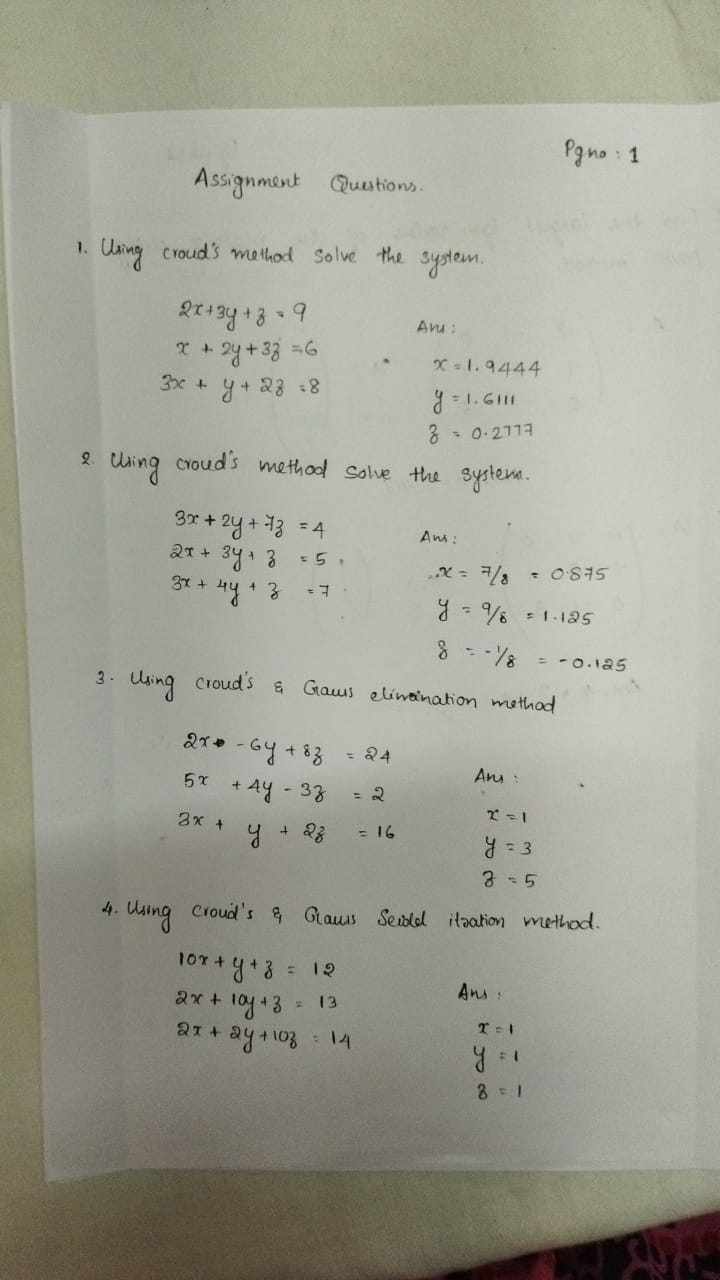 Pg no : 1
Assignment Questions.
1. Using croud's method solve the system.
2x+3y+z = 9
x + 2y+3z =6
3x + y + 2z =8
Ans :
x = 1.9444
y = 1.6111
z = 0.2777
2. Using croud's method solve the system.
3x + 2y + 7z = 4
2x + 3y + z = 5
3x + 4y + z = 7
Ans :
x = 7/8 = 0.875
y = 9/8 = 1.125
z = -1/8 = -0.125
3. Using croud's & Gauss elimination method
2x - 6y + 8z = 24
5x + 4y - 3z = 2
3x + y + 2z = 16
Ans :
x = 1
y = 3
z = 5
4. Using croud's & Gauss Seidel itration method.
10x + y + z = 12
2x + 10y + z = 13
2x + 2y + 10z = 14
Ans :
x = 1
y = 1
z = 1